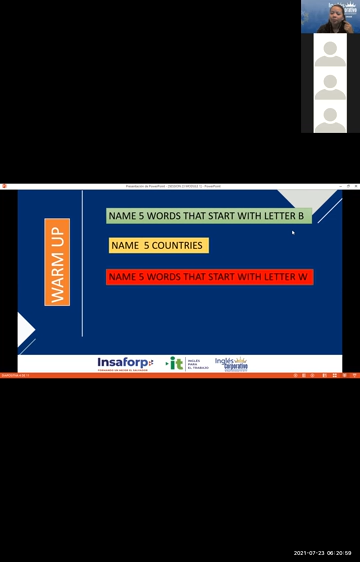 NAME 5 WORDS THAT START WITH LETTER B
WARM UP
NAME 5 COUNTRIES
NAME 5 WORDS THAT START WITH LETTER W
Insaforp
it
INGLÉS
PARA
EL TRABAJO
Inglés
corporativo
2021-07-23 06:20:59